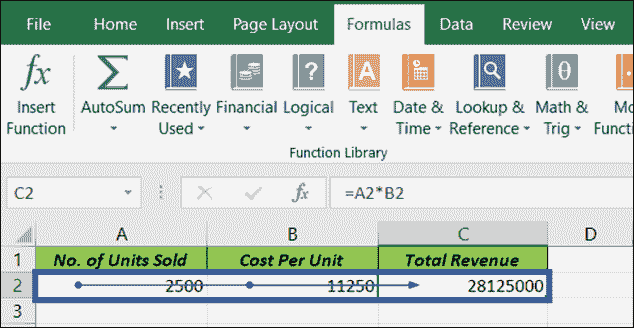 File Home Insert Page Layout Formulas Data Review View
fx Σ ? A θ
Insert Function AutoSum Recently Used Financial Logical Text Date & Time Lookup & Reference Math & Trig
Function Library
C2 fx =A2*B2
A B C D
1 No. of Units Sold Cost Per Unit Total Revenue
2 2500 11250 28125000
3